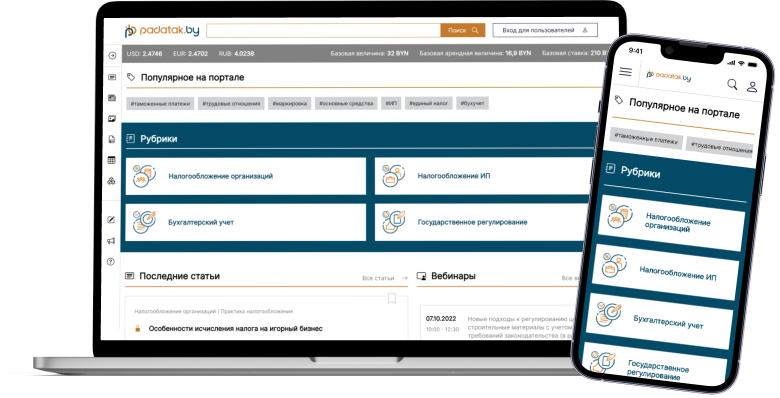 padatak.by
Поиск
Вход для пользователей
USD: 2.4746 EUR: 2.4702 RUB: 4.0238
Базовая величина: 32 BYN Базовая арендная величина: 16,9 BYN Базовая ставка: 210 B
Популярное на портале
#таможенные платежи #трудовые отношения #маркировка #основные средства #ИП #единый налог #бухучет
Рубрики
Налогообложение организаций
Налогообложение ИП
Бухгалтерский учет
Государственное регулирование
Последние статьи
Все статьи →
Налогообложение организаций / Практика налогообложения
Особенности исчисления налога на игорный бизнес
Вебинары
Все
07.10.2022
10:00 - 12:30
Новые подходы к регулированию ц
строительные материалы с учетом
требований законодательства (в р
9:41
padatak.by
Популярное на портале
#таможенные платежи #трудовые отношения
Рубрики
Налогообложение
организаций
Налогообложение ИП
Бухгалтерский учет
Государственное
регулирование